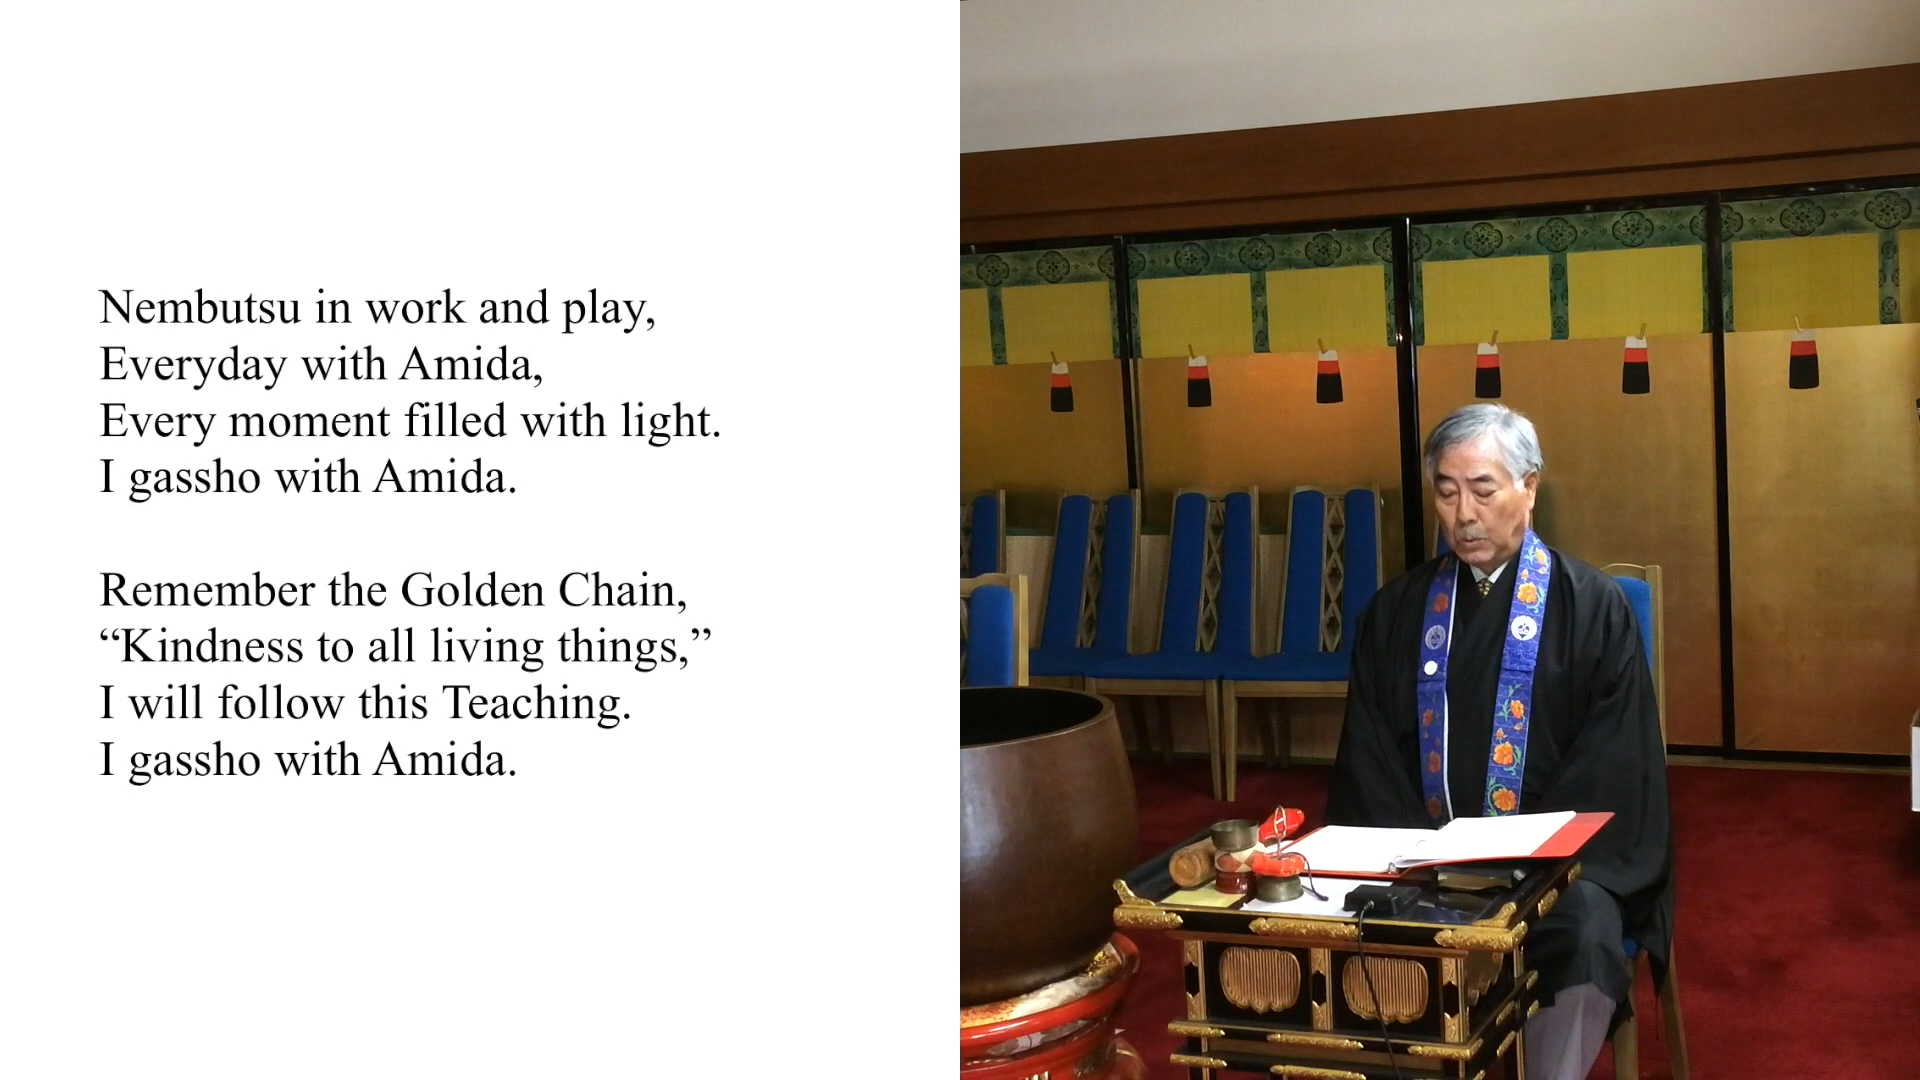 Nembutsu in work and play,
Everyday with Amida,
Every moment filled with light.
I gassho with Amida.
Remember the Golden Chain,
“Kindness to all living things,”
I will follow this Teaching.
I gassho with Amida.